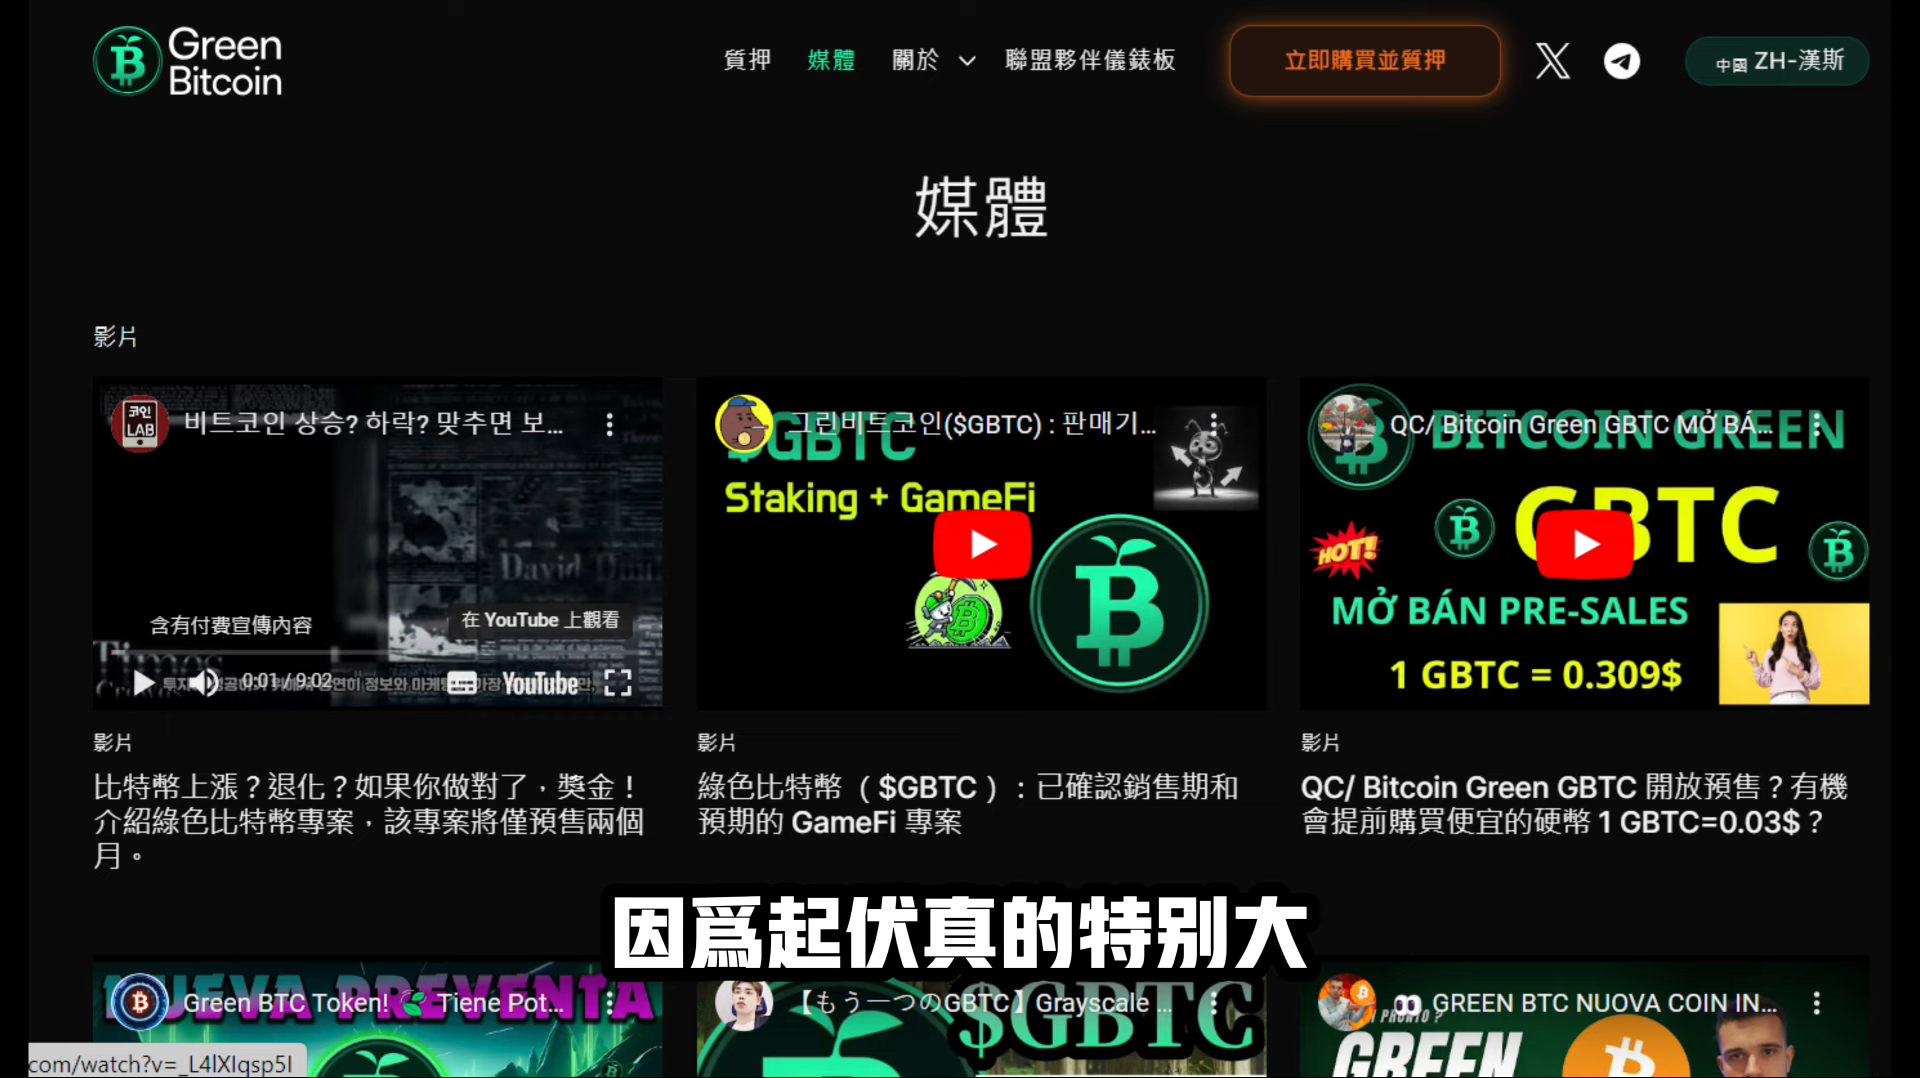 Green
Bitcoin
質押
媒體
關於
聯盟夥伴儀錶板
立即購買並質押
中國 ZH-漢斯
媒體
影片
코인
LAB
비트코인 상승? 하락? 맞추면 보...
David
含有付費宣傳內容
在 YouTube 上觀看
0:01 / 9:02
YouTube
그린비트코인($GBTC) : 판매기...
$GBTC
Staking + GameFi
QC/ Bitcoin Green GBTC MỞ BÁ...
BITCOIN GREEN
GBTC
HOT!
MỞ BÁN PRE-SALES
1 GBTC = 0.309$
影片
比特幣上漲？退化？如果你做對了，獎金！
介紹綠色比特幣專案，該專案將僅預售兩個
月。
影片
綠色比特幣 （ $GBTC ） ：已確認銷售期和
預期的 GameFi 專案
影片
QC/ Bitcoin Green GBTC 開放預售？有機
會提前購買便宜的硬幣 1 GBTC=0.03$？
因爲起伏真的特别大
NUEVA PREVENTA
Green BTC Token! Tiene Pot...
【もう一つのGBTC】Grayscale ...
$GBTC
GREEN BTC NUOVA COIN IN...
GREEN
com/watch?v=_L4lXIqsp5I